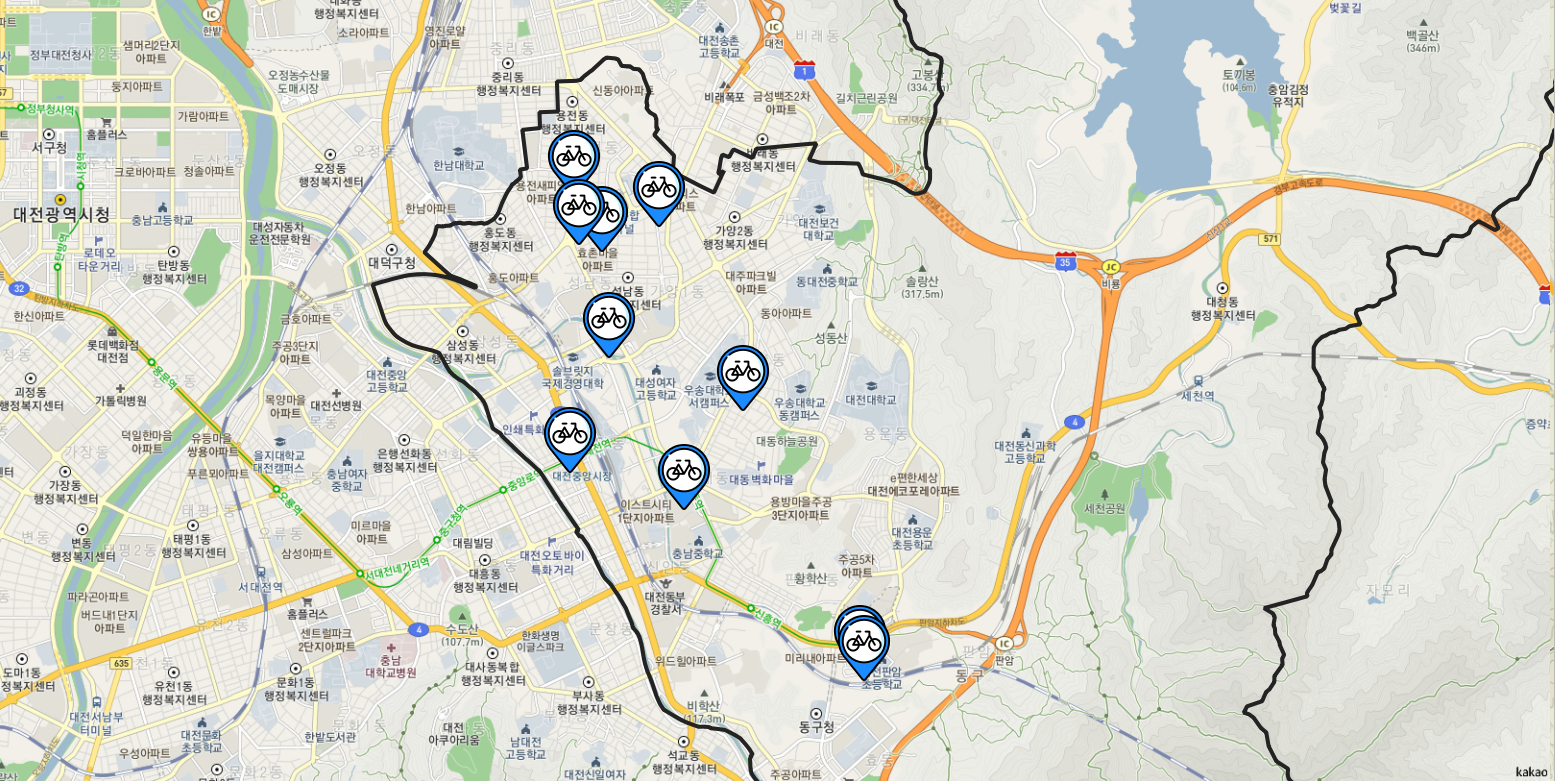 대화동
행정복지센터
소라아파트
영진로얄
아파트
중리동
행정복지센터
신동아아파트
대전송촌
고등학교
IC
대전
비래동
고봉산
백골산
(346m)
벚꽃길
토끼봉
(104.6m)
충암김정
유적지
IC
한밭
샘머리2단지
아파트
정부대전청사
둥지아파트
오정농수산물
도매시장
정부청사역
홈플러스
가람아파트
서구청
크로바아파트
청솔아파트
시청역
대전광역시청
충남고등학교
오정동
행정복지센터
한남대학교
한남아파트
용전동
행정복지센터
비래폭포
금성백조2차
아파트
길치근린공원
1
비래동
행정복지센터
로데오
타운거리
탄방역
탄방동
행정복지센터
대성자동차
운전전문학원
대덕구청
홍도동
행정복지센터
홍도아파트
효촌마을
아파트
성남동
행정복지센터
가양2동
행정복지센터
대전보건
대학교
대주파크빌
아파트
동대전중학교
솔랑산
(317.5m)
동아아파트
성동산
35
JC
비룡
경부고속도로
571
대청동
행정복지센터
32
탄방지하차도
한신아파트
금호아파트
롯데백화점
대전점
주공3단지
아파트
용문역
대전중앙
고등학교
삼성동
행정복지센터
솔브릿지
국제경영대학
대성여자
고등학교
우송대학교
서캠퍼스
우송대학교
동캠퍼스
대전대학교
용운동
세천역
괴정동
행정복지센터
가톨릭병원
목양마을
아파트
대전선병원
인쇄특화
4
대전동신과학
고등학교
덕일한마음
아파트
유등마을
쌍용아파트
을지대학교
대전캠퍼스
은행선화동
행정복지센터
대전중앙시장
대동하늘공원
대동벽화마을
e편한세상
대전에코포레아파트
세천공원
가장동
행정복지센터
푸른뫼아파트
충남여자
중학교
오룡역
중구청역
이스트시티
1단지아파트
용방마을주공
3단지아파트
대전용운
초등학교
태평1동
행정복지센터
변동
행정복지센터
미르마을
아파트
삼성아파트
대림빌딩
대흥동
행정복지센터
대전오토바이
특화거리
충남중학교
황학산
주공5차
아파트
서대전역
서대전네거리역
대전동부
경찰서
신흥역
자모리
파라곤아파트
버드내1단지
아파트
홈플러스
센트럴파크
2단지아파트
4
수도산
(107.7m)
한화생명
이글스파크
판암지하차도
IC
판암
635
도마1동
행정복지센터
유천1동
행정복지센터
문화1동
행정복지센터
충남
대학교병원
대사동복합
행정복지센터
위드힐아파트
미리내아파트
초등학교
동구
부사동
행정복지센터
비학산
(117.3m)
동구청
대전서남부
터미널
우성아파트
대전문화
초등학교
한밭도서관
대전
아쿠아리움
남대전
고등학교
대전신일여자
석교동
행정복지센터
주공아파트
효동
문화2동
kakao